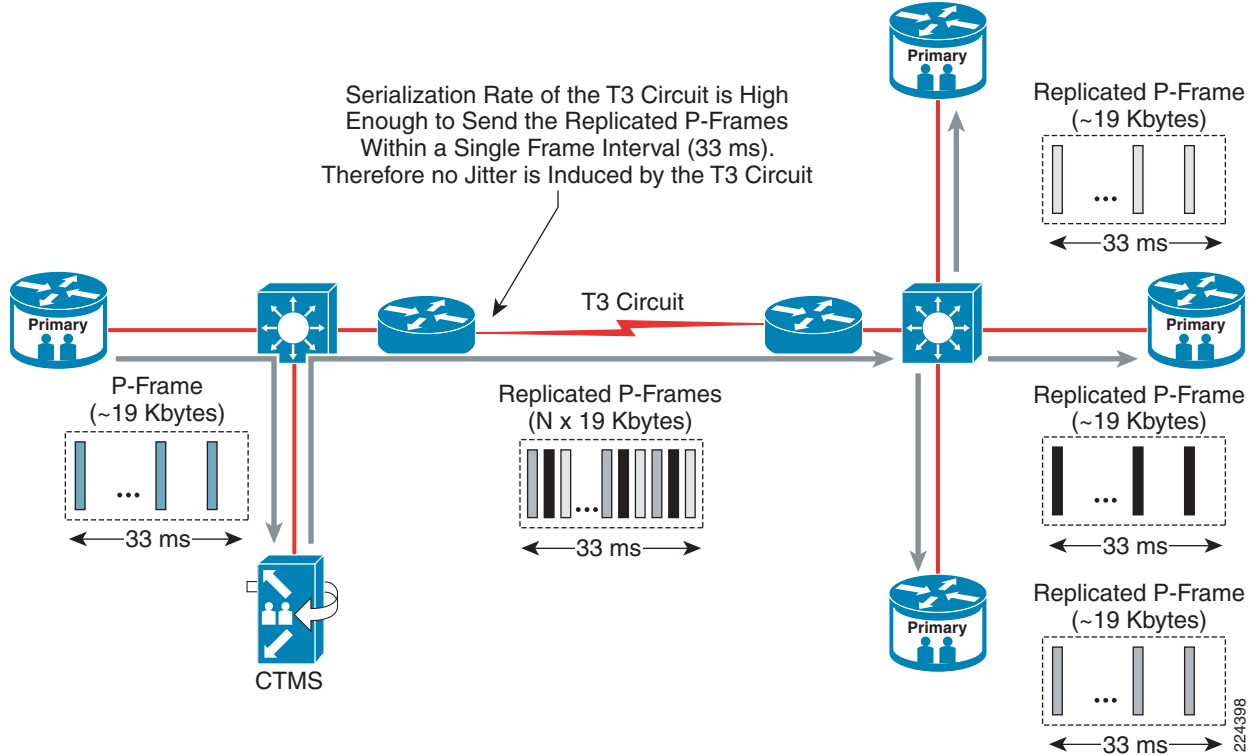 Serialization Rate of the T3 Circuit is High
Enough to Send the Replicated P-Frames
Within a Single Frame Interval (33 ms).
Therefore no Jitter is Induced by the T3 Circuit
Primary
Replicated P-Frame
(~19 Kbytes)
...
33 ms
Primary
T3 Circuit
Primary
P-Frame
(~19 Kbytes)
...
33 ms
Replicated P-Frames
(N x 19 Kbytes)
...
33 ms
Replicated P-Frame
(~19 Kbytes)
...
33 ms
CTMS
Primary
Replicated P-Frame
(~19 Kbytes)
...
33 ms
224398